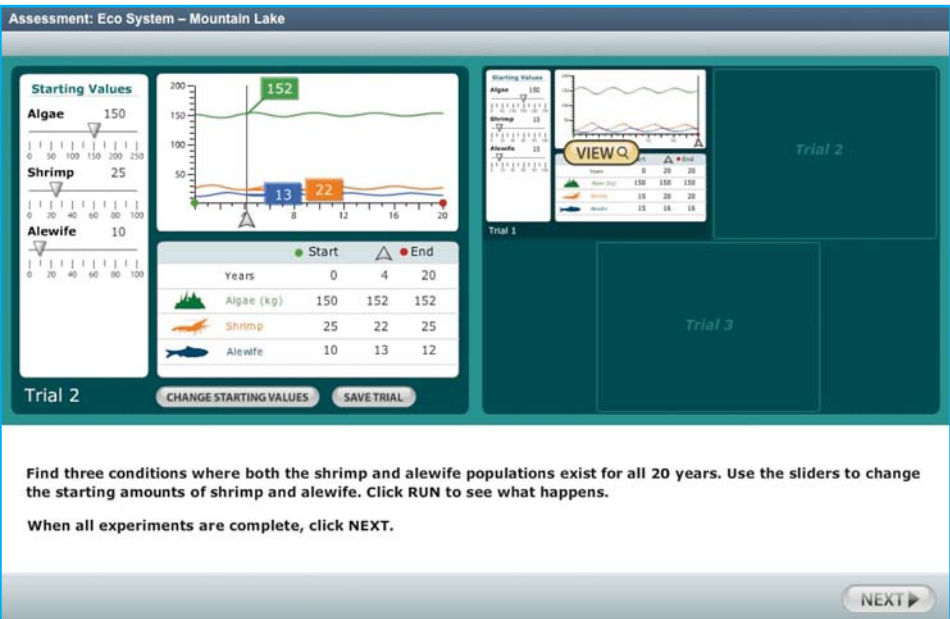 Assessment: Eco System – Mountain Lake
Starting Values
Algae 150
0 50 100 150 200 250
Shrimp 25
0 20 40 60 80 100
Alewife 10
0 20 40 60 80 100
200
150
100
50
152
13
22
4 8 12 16 20
Start End
Years 0 4 20
Algae (kg) 150 152 152
Shrimp 25 22 25
Alewife 10 13 12
Trial 2
CHANGE STARTING VALUES
SAVE TRIAL
Starting Values
Algae 150
Shrimp 15
Alewife 15
VIEW
End
Years 0 20 20
Algae (kg) 150 150 150
Shrimp 15 20 20
Alewife 15 16 16
Trial 1
Trial 2
Trial 3
Find three conditions where both the shrimp and alewife populations exist for all 20 years. Use the sliders to change
the starting amounts of shrimp and alewife. Click RUN to see what happens.
When all experiments are complete, click NEXT.
NEXT